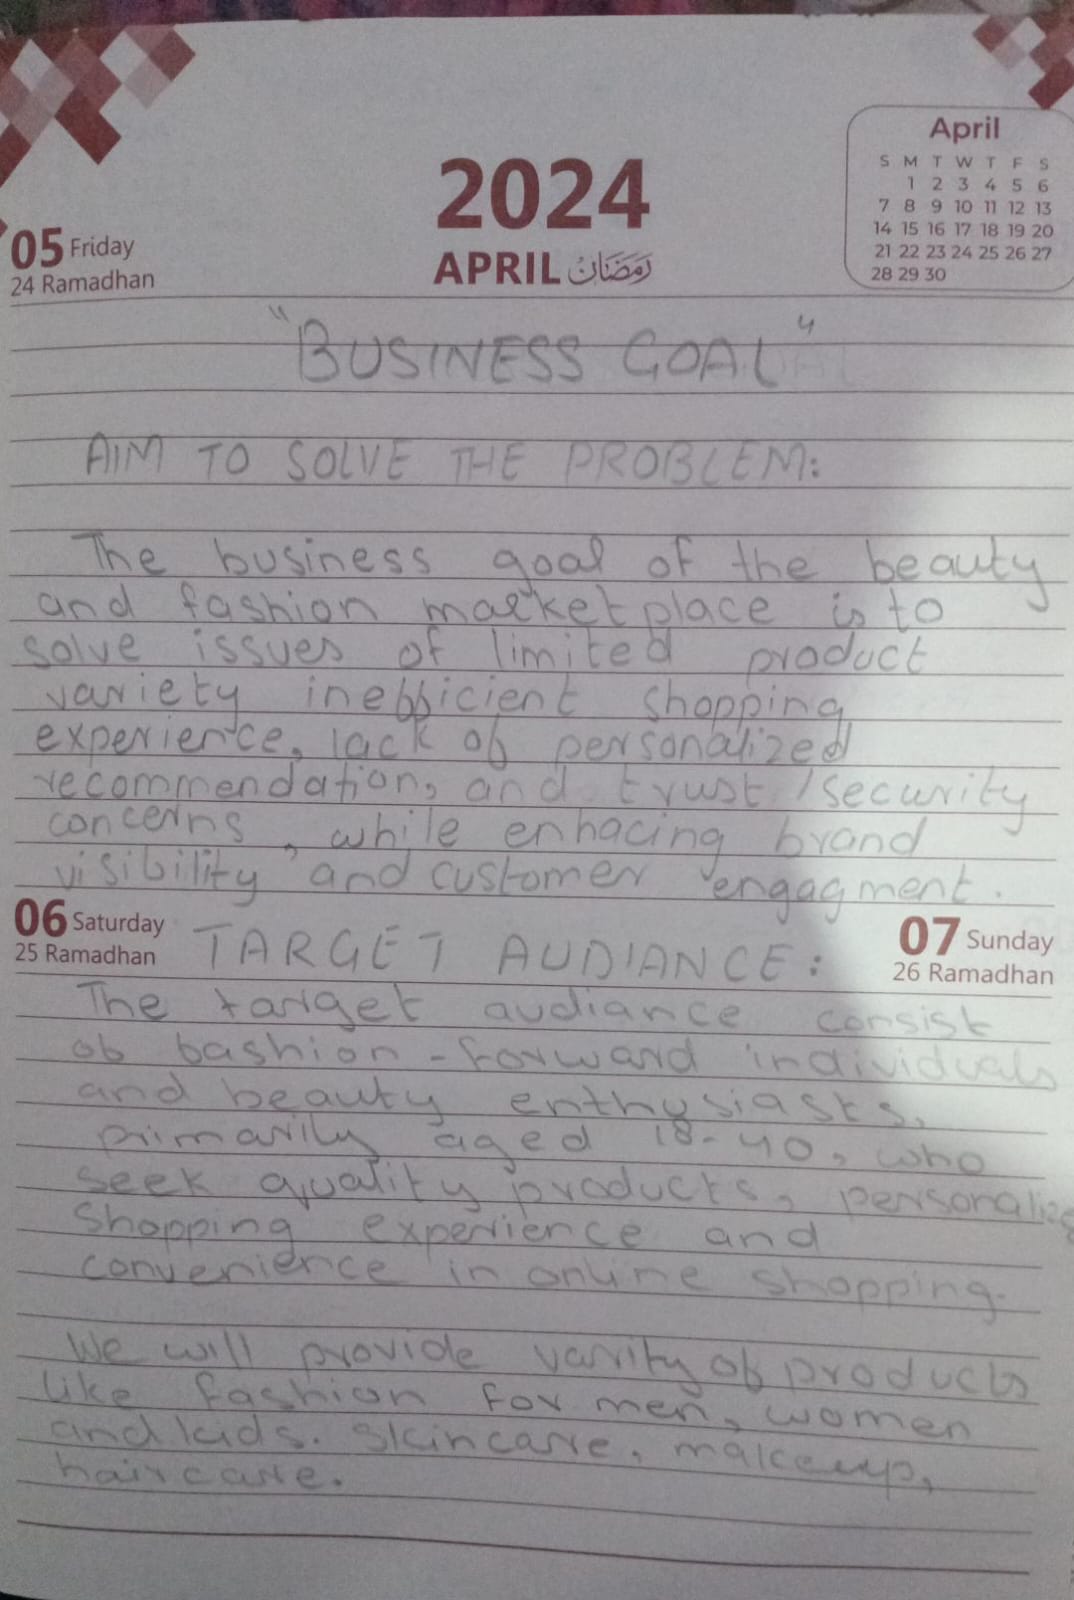 2024
APRIL رَمَضَانُ
05 Friday
24 Ramadhan
April
S M T W T F S
1 2 3 4 5 6
7 8 9 10 11 12 13
14 15 16 17 18 19 20
21 22 23 24 25 26 27
28 29 30
"BUSINESS GOAL"
AIM TO SOLVE THE PROBLEM:
The business goal of the beauty
and fashion marketplace is to
solve issues of limited product
variety inefficient shopping
experience, lack of personalized
recommendation, and trust /security
concerns, while enhacing brand
visibility and customer engagment.
06 Saturday
25 Ramadhan
TARGET AUDIANCE:
07 Sunday
26 Ramadhan
The target audiance consist
of fashion-forward individuals
and beauty enthysiasts,
primarily aged 18-40, who
seek quality products, personalize
shopping experience and
convenience in online shopping.
We will provide varity of products
like fashion for men, women
and kids. Skincare, makeup,
haircare.